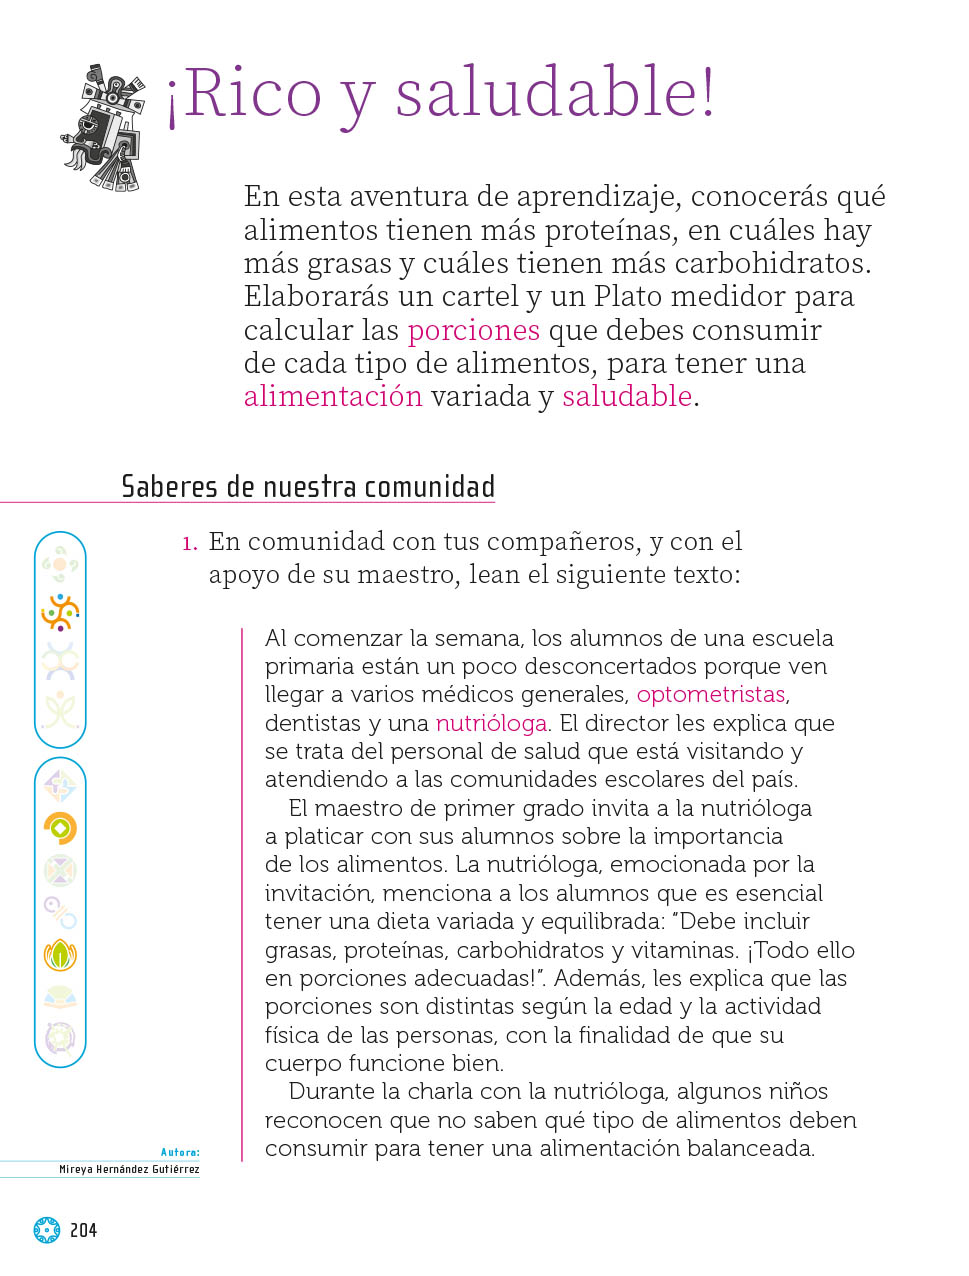 ¡Rico y saludable!
En esta aventura de aprendizaje, conocerás qué
alimentos tienen más proteínas, en cuáles hay
más grasas y cuáles tienen más carbohidratos.
Elaborarás un cartel y un Plato medidor para
calcular las porciones que debes consumir
de cada tipo de alimentos, para tener una
alimentación variada y saludable.
Saberes de nuestra comunidad
1. En comunidad con tus compañeros, y con el
apoyo de su maestro, lean el siguiente texto:
Al comenzar la semana, los alumnos de una escuela
primaria están un poco desconcertados porque ven
llegar a varios médicos generales, optometristas,
dentistas y una nutrióloga. El director les explica que
se trata del personal de salud que está visitando y
atendiendo a las comunidades escolares del país.
El maestro de primer grado invita a la nutrióloga
a platicar con sus alumnos sobre la importancia
de los alimentos. La nutrióloga, emocionada por la
invitación, menciona a los alumnos que es esencial
tener una dieta variada y equilibrada: “Debe incluir
grasas, proteínas, carbohidratos y vitaminas. ¡Todo ello
en porciones adecuadas!”. Además, les explica que las
porciones son distintas según la edad y la actividad
física de las personas, con la finalidad de que su
cuerpo funcione bien.
Durante la charla con la nutrióloga, algunos niños
reconocen que no saben qué tipo de alimentos deben
consumir para tener una alimentación balanceada.
Autora:
Mireya Hernández Gutiérrez
204